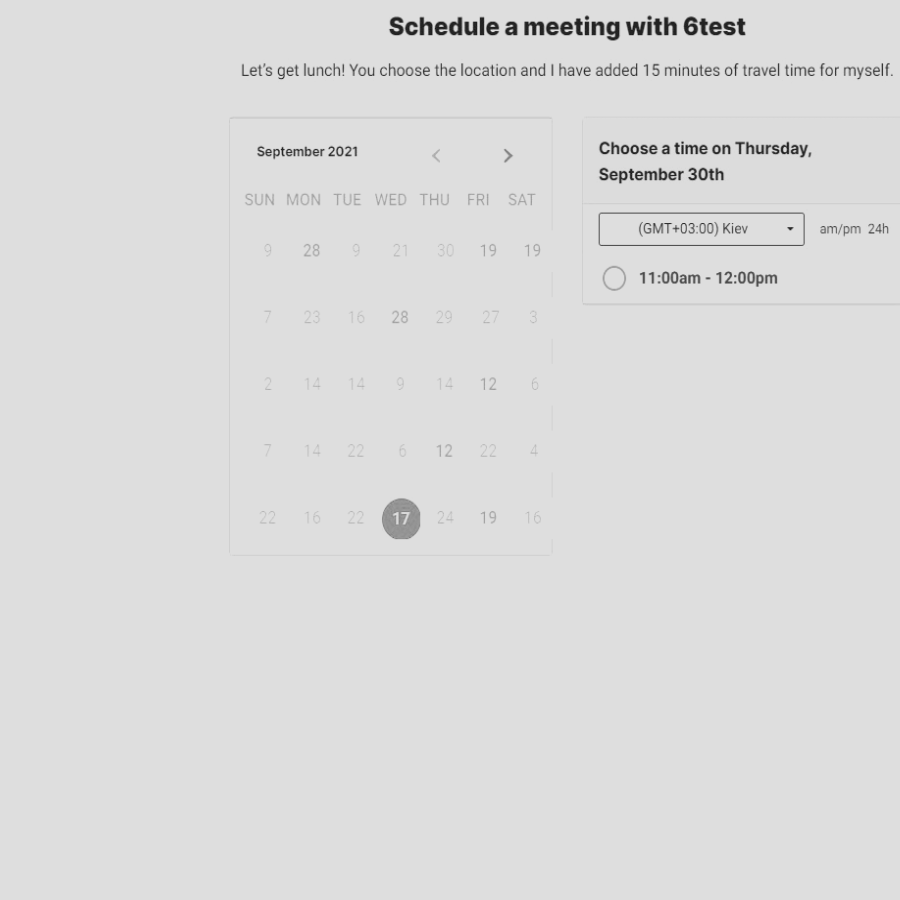 Schedule a meeting with 6test
Let's get lunch! You choose the location and I have added 15 minutes of travel time for myself.
September 2021
SUN MON TUE WED THU FRI SAT
9 28 9 21 30 19 19
7 23 16 28 29 27 3
2 14 14 9 14 12 6
7 14 22 6 12 22 4
22 16 22 17 24 19 16
Choose a time on Thursday,
September 30th
(GMT+03:00) Kiev am/pm 24h
11:00am - 12:00pm